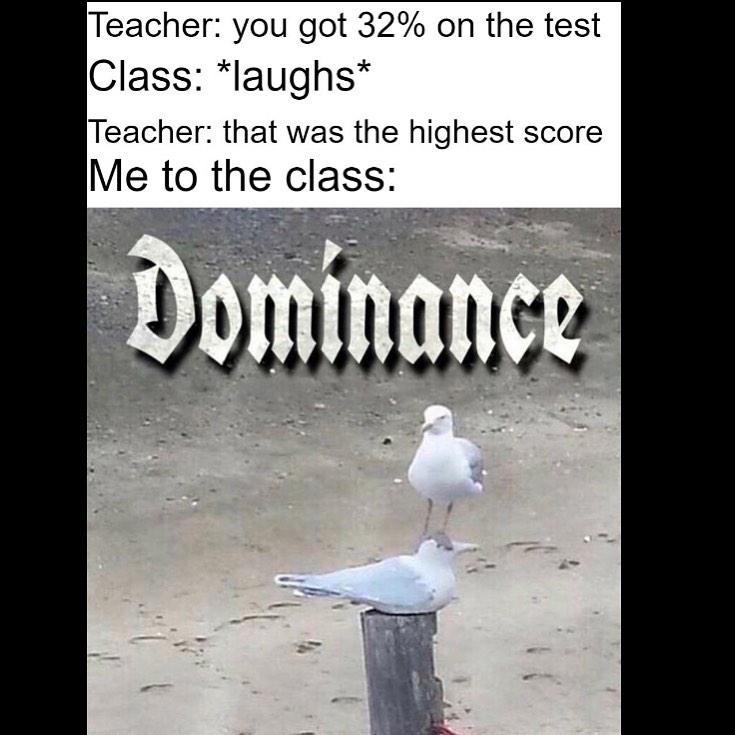 Teacher: you got 32% on the test
Class: *laughs*
Teacher: that was the highest score
Me to the class:
Dominance